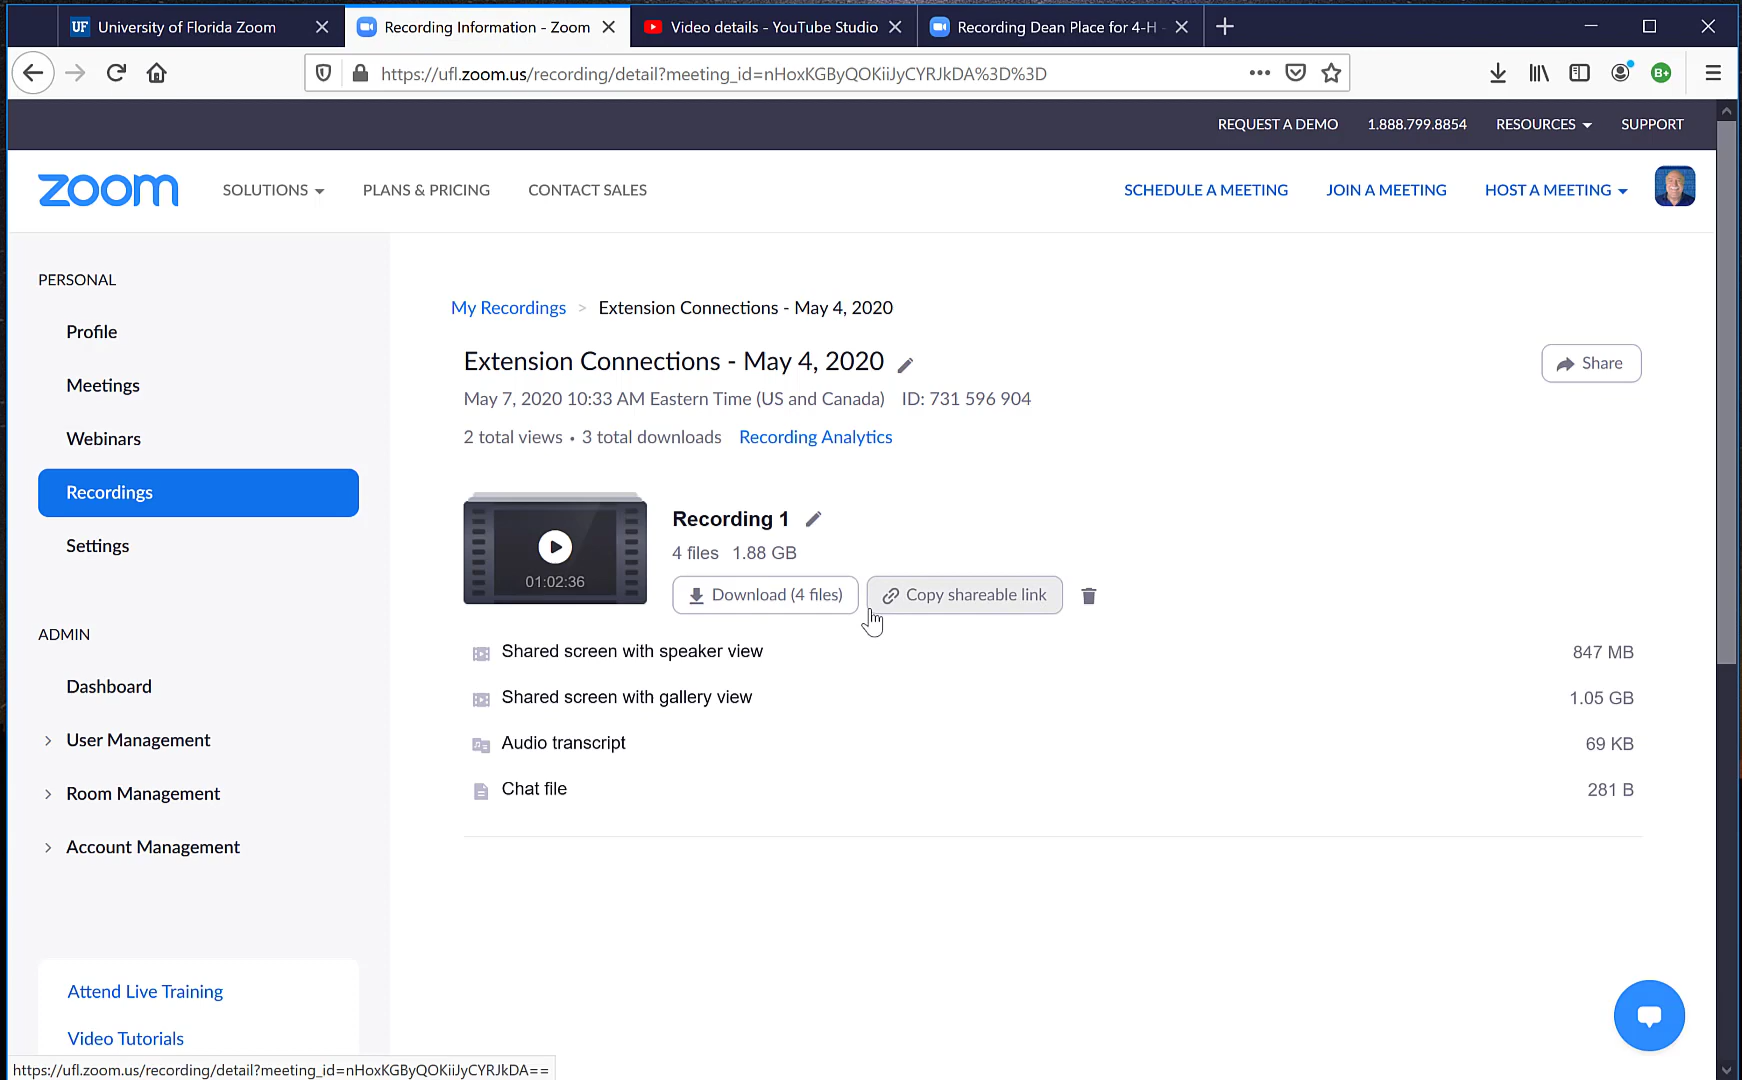 UF University of Florida Zoom
Recording Information - Zoom
Video details - YouTube Studio
Recording Dean Place for 4-H
https://ufl.zoom.us/recording/detail?meeting_id=nHoxKGByQOKiiJyCYRJkDA%3D%3D
B+
REQUEST A DEMO 1.888.799.8854 RESOURCES SUPPORT
zoom SOLUTIONS PLANS & PRICING CONTACT SALES SCHEDULE A MEETING JOIN A MEETING HOST A MEETING
PERSONAL
Profile
Meetings
Webinars
Recordings
Settings
ADMIN
Dashboard
> User Management
> Room Management
> Account Management
Attend Live Training
Video Tutorials
My Recordings > Extension Connections - May 4, 2020
Extension Connections - May 4, 2020
Share
May 7, 2020 10:33 AM Eastern Time (US and Canada) ID: 731 596 904
2 total views • 3 total downloads Recording Analytics
01:02:36
Recording 1
4 files 1.88 GB
Download (4 files) Copy shareable link
Shared screen with speaker view 847 MB
Shared screen with gallery view 1.05 GB
Audio transcript 69 KB
Chat file 281 B
https://ufl.zoom.us/recording/detail?meeting_id=nHoxKGByQOKiiJyCYRJkDA==